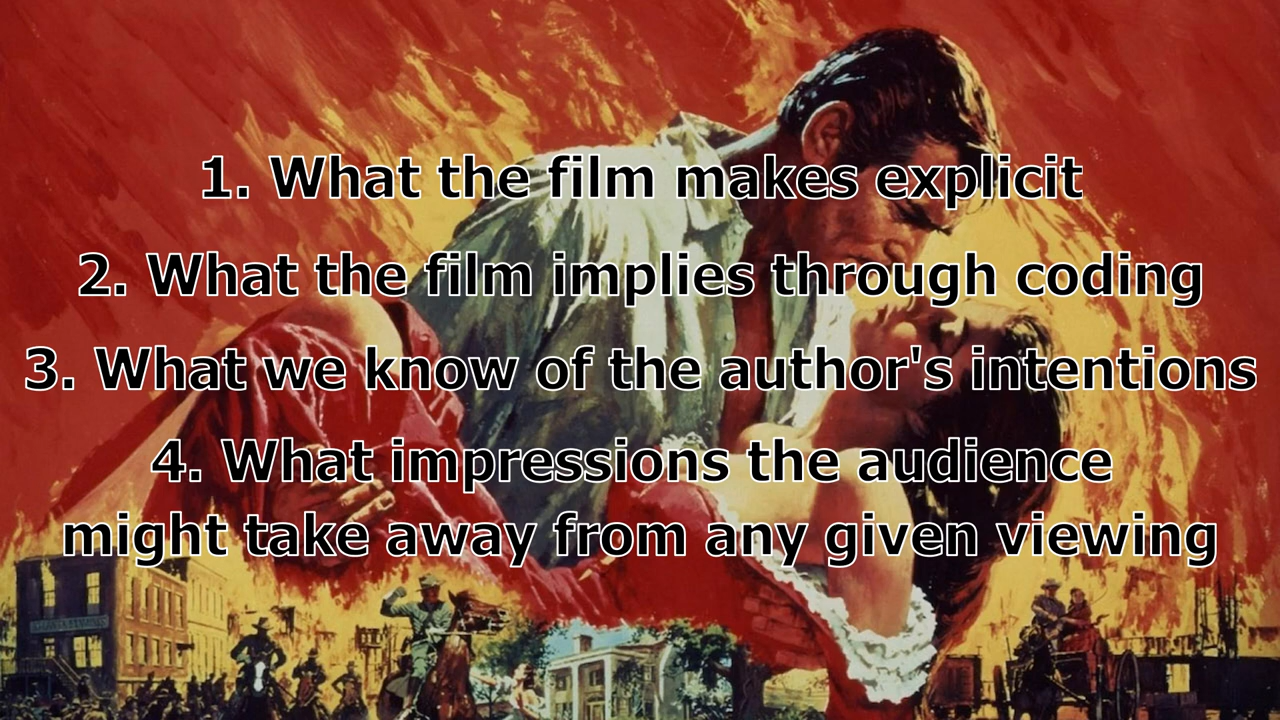 1. What the film makes explicit
2. What the film implies through coding
3. What we know of the author's intentions
4. What impressions the audience
might take away from any given viewing